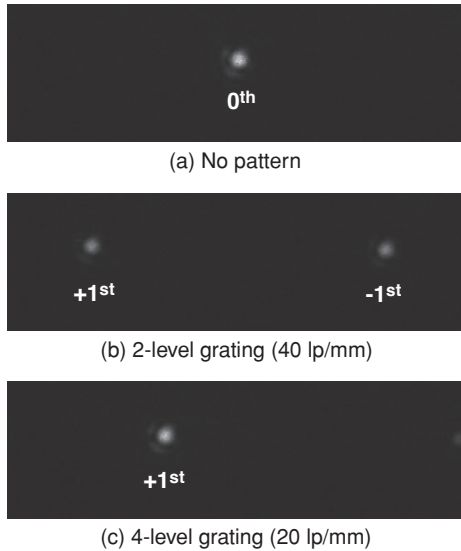 0th
(a) No pattern
+1st
-1st
(b) 2-level grating (40 lp/mm)
+1st
(c) 4-level grating (20 lp/mm)